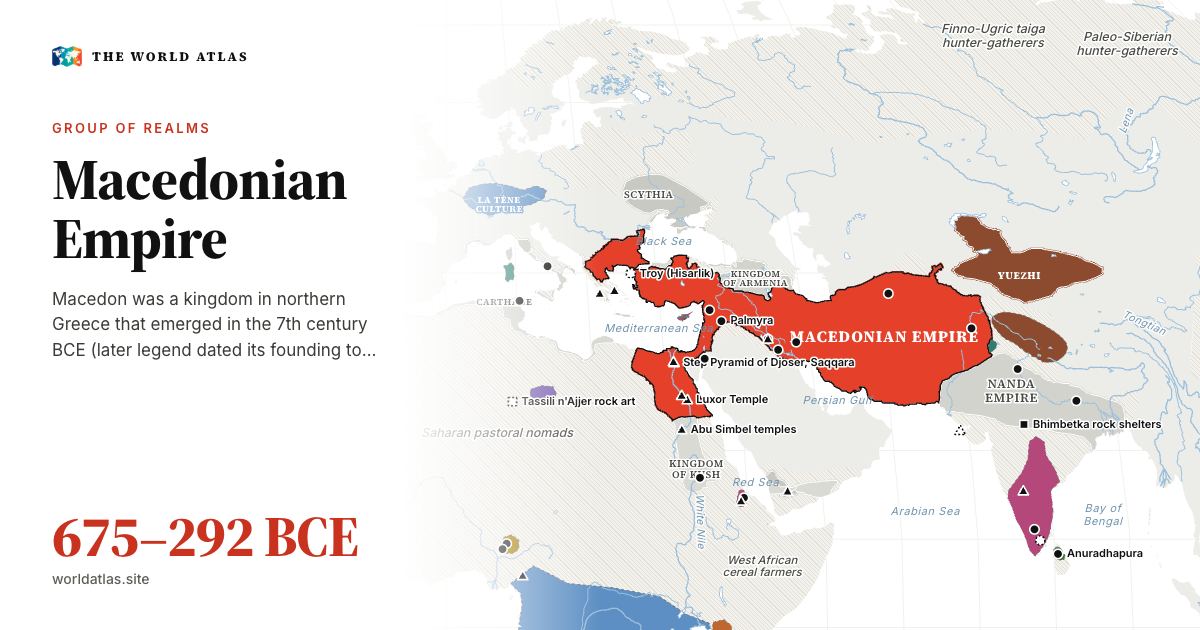 THE WORLD ATLAS
GROUP OF REALMS
Macedonian
Empire
Macedon was a kingdom in northern
Greece that emerged in the 7th century
BCE (later legend dated its founding to...
675–292 BCE
worldatlas.site
Finno-Ugric taiga
hunter-gatherers
Paleo-Siberian
hunter-gatherers
Lena
SCYTHIA
LA TÈNE
CULTURE
Black Sea
Troy (Hisarlik)
KINGDOM
OF ARMENIA
YUEZHI
CARTHAGE
Mediterranean Sea
Palmyra
MACEDONIAN EMPIRE
Tongtian
Step Pyramid of Djoser, Saqqara
Tassili n'Ajjer rock art
Luxor Temple
Persian Gulf
NANDA
EMPIRE
Bhimbetka rock shelters
Saharan pastoral nomads
Abu Simbel temples
KINGDOM
OF KUSH
Red Sea
White Nile
Arabian Sea
Bay of
Bengal
Anuradhapura
West African
cereal farmers